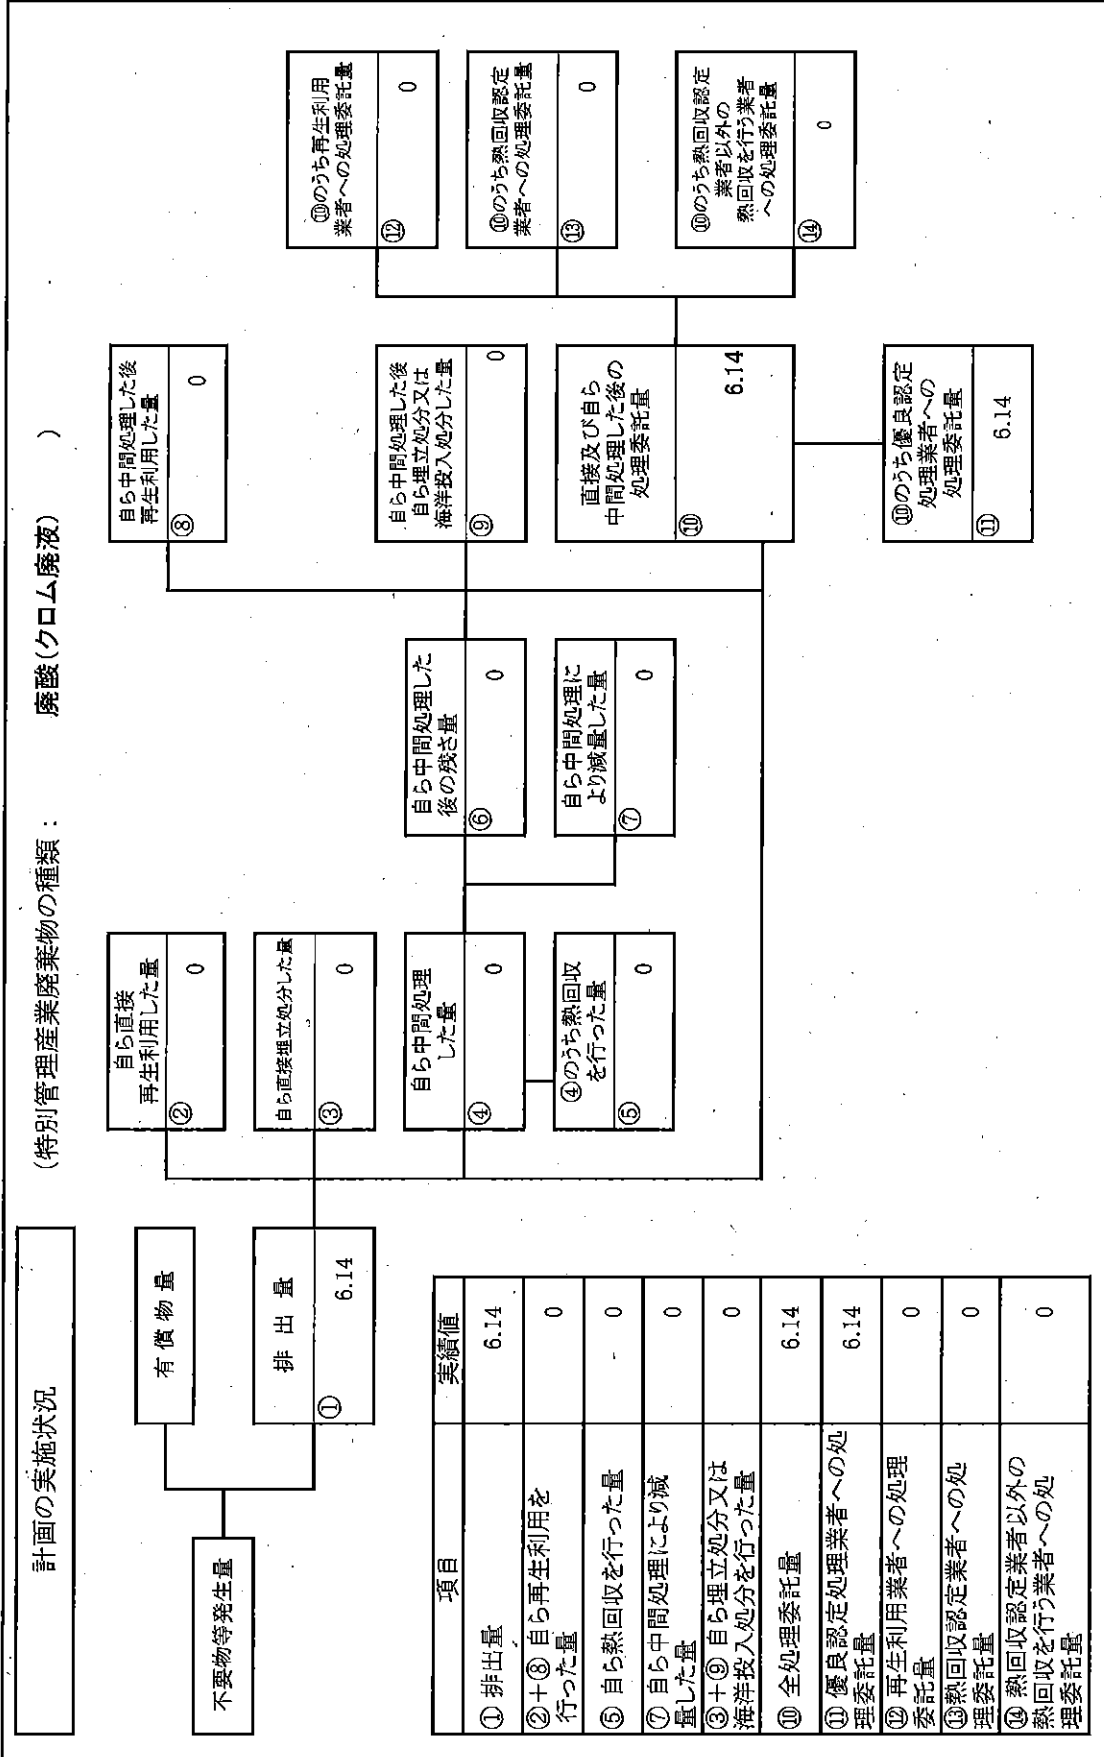 計画の実施状況
(特別管理産業廃棄物の種類： 廃酸(クロム廃液) )
不要物等発生量
有償物量
排出量
① 6.14
自ら直接
再生利用した量
② 0
自ら直接埋立処分した量
③ 0
自ら中間処理
した量
④ 0
④のうち熱回収
を行った量
⑤ 0
自ら中間処理した
後の残さ量
⑥ 0
自ら中間処理に
より減量した量
⑦ 0
自ら中間処理した後
再生利用した量
⑧ 0
自ら中間処理した後
自ら埋立処分又は
海洋投入処分した量
⑨ 0
直接及び自ら
中間処理した後の
処理委託量
⑩ 6.14
⑩のうち優良認定
処理業者への
処理委託量
⑪ 6.14
⑩のうち再生利用
業者への処理委託量
⑫ 0
⑩のうち熱回収認定
業者への処理委託量
⑬ 0
⑩のうち熱回収認定
業者以外の
熱回収を行う業者
への処理委託量
⑭ 0
項目 実績値
① 排出量 6.14
②＋⑧ 自ら再生利用を
行った量 0
⑤ 自ら熱回収を行った量 0
⑦ 自ら中間処理により減
量した量 0
③＋⑨ 自ら埋立処分又は
海洋投入処分を行った量 0
⑩ 全処理委託量 6.14
⑪ 優良認定処理業者への処
理委託量 6.14
⑫ 再生利用業者への処理
委託量 0
⑬熱回収認定業者への処
理委託量 0
⑭ 熱回収認定業者以外の
熱回収を行う業者への処
理委託量 0